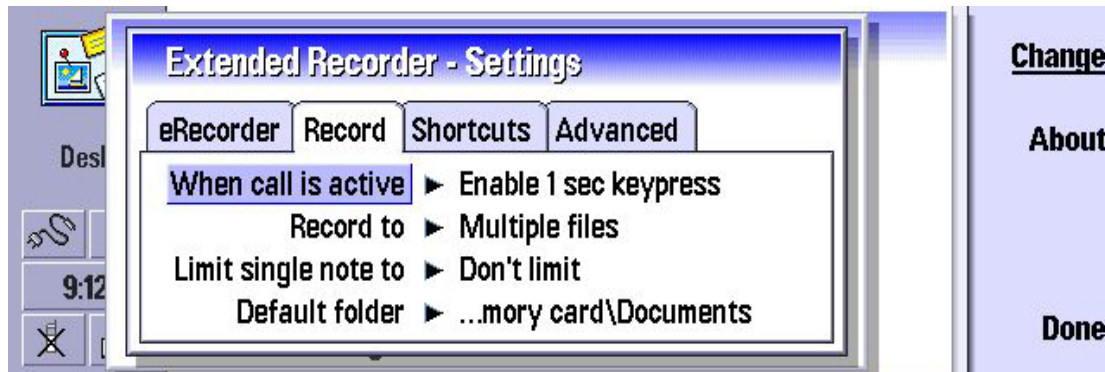 Extended Recorder - Settings
eRecorder Record Shortcuts Advanced
When call is active ► Enable 1 sec keypress
Record to ► Multiple files
Limit single note to ► Don't limit
Default folder ► ...mory card\Documents
Change
About
Done
Desk
9:12